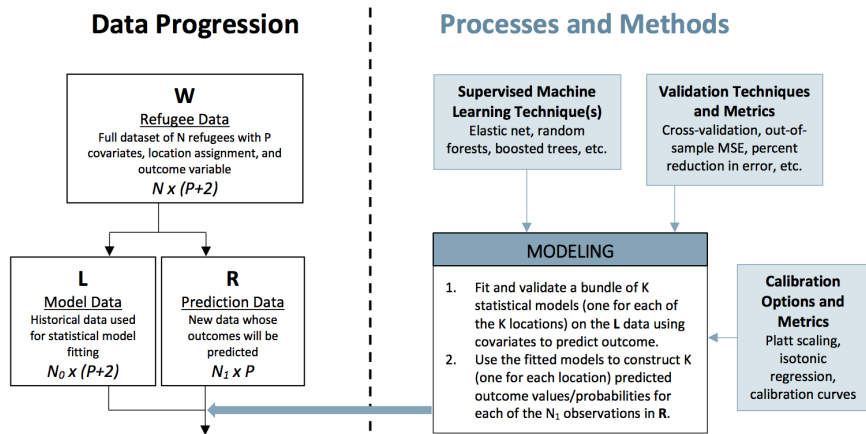 Data Progression
W
Refugee Data
Full dataset of N refugees with P
covariates, location assignment, and
outcome variable
N x (P+2)
L
Model Data
Historical data used
for statistical model
fitting
N₀ x (P+2)
R
Prediction Data
New data whose
outcomes will be
predicted
N₁ x P
Processes and Methods
Supervised Machine
Learning Technique(s)
Elastic net, random
forests, boosted trees, etc.
Validation Techniques
and Metrics
Cross-validation, out-of-
sample MSE, percent
reduction in error, etc.
MODELING
1. Fit and validate a bundle of K
statistical models (one for each of
the K locations) on the L data using
covariates to predict outcome.
2. Use the fitted models to construct K
(one for each location) predicted
outcome values/probabilities for
each of the N₁ observations in R.
Calibration
Options and
Metrics
Platt scaling,
isotonic
regression,
calibration curves